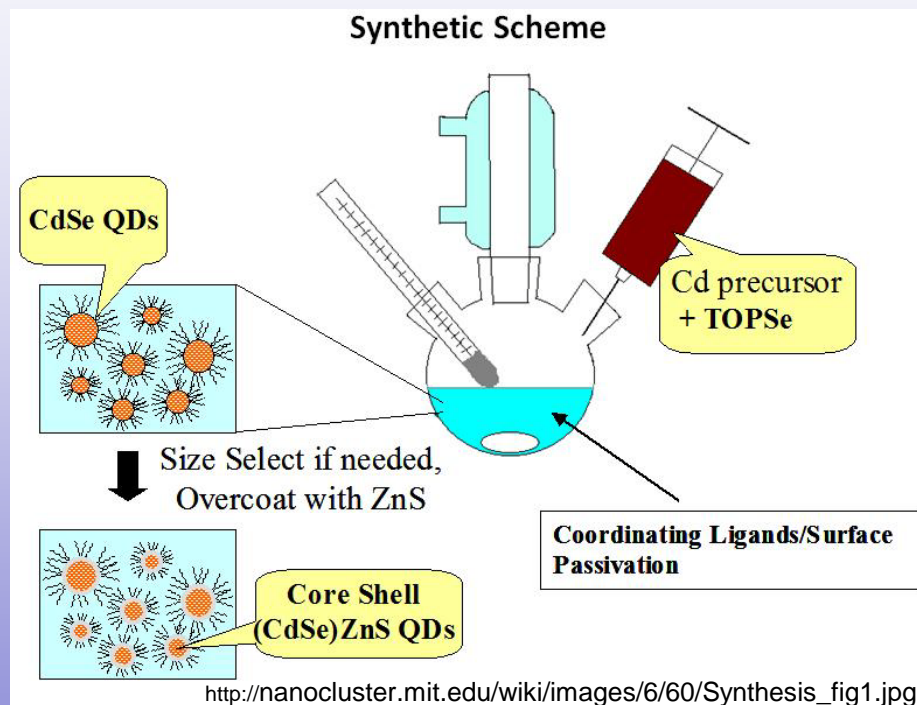 Synthetic Scheme
CdSe QDs
Cd precursor
+ TOPSe
Size Select if needed,
Overcoat with ZnS
Coordinating Ligands/Surface
Passivation
Core Shell
(CdSe)ZnS QDs
http://nanocluster.mit.edu/wiki/images/6/60/Synthesis_fig1.jpg